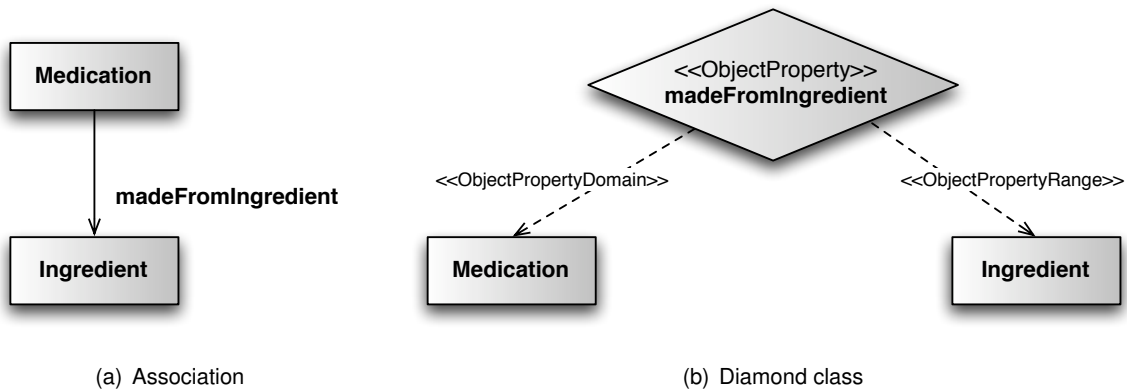 Medication
madeFromIngredient
Ingredient
(a) Association
<<ObjectProperty>>
madeFromIngredient
<<ObjectPropertyDomain>>
<<ObjectPropertyRange>>
Medication
Ingredient
(b) Diamond class